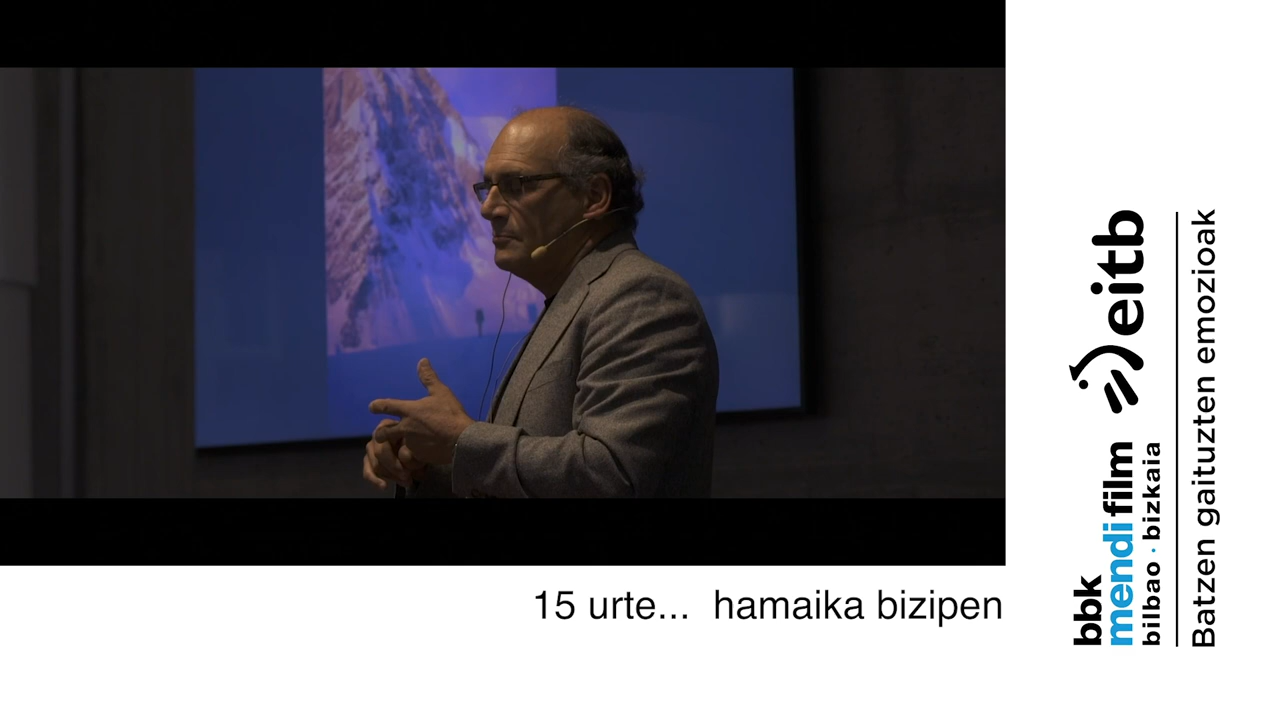 15 urte... hamaika bizipen
bbk
mendi film
bilbao · bizkaia
eitb
Batzen gaituzten emozioak